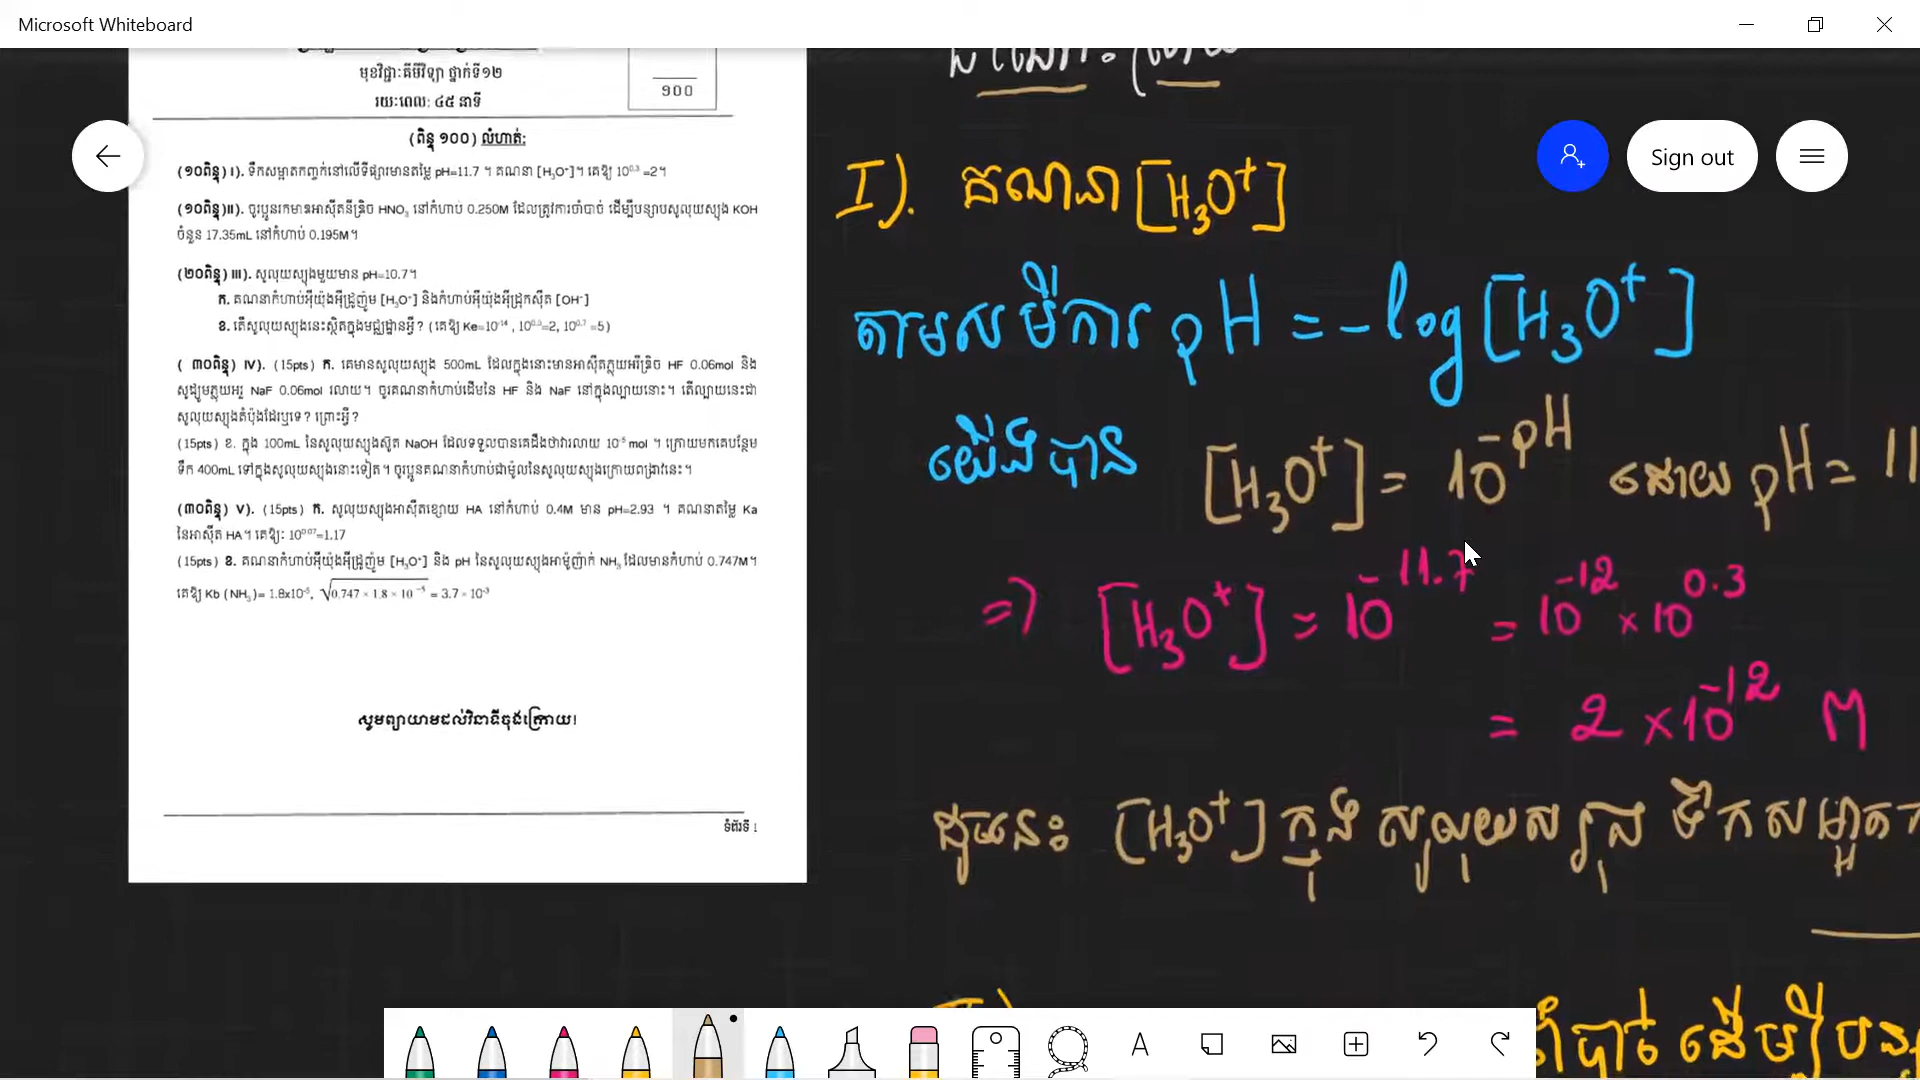 Microsoft Whiteboard
មុខវិជ្ជា:គីមីវិទ្យា ថ្នាក់ទី១២
រយៈពេល: ៤៥ នាទី
១០០
(ពិន្ទុ ១០០) លំហាត់:
(១០ពិន្ទុ) I). ទឹកសម្អាតកញ្ចក់នៅលើទីផ្សារមានតម្លៃ pH=11.7 ។ គណនា [H₃O⁺]។ គេឱ្យ 10^0.3 =2។
(១០ពិន្ទុ)II). ចូរប្អូនរកមាឌអាស៊ីតនីទ្រិច HNO₃ នៅកំហាប់ 0.250M ដែលត្រូវការចាំបាច់ ដើម្បីបន្សាបសូលុយស្យុង KOH
ចំនួន 17.35mL នៅកំហាប់ 0.195M។
(២០ពិន្ទុ) III). សូលុយស្យុងមួយមាន pH=10.7។
ក. គណនាកំហាប់អ៊ីយ៉ុងអ៊ីដ្រូញ៉ូម [H₃O⁺] និងកំហាប់អ៊ីយ៉ុងអ៊ីដ្រុកស៊ីត [OH⁻]
ខ. តើសូលុយស្យុងនេះស្ថិតក្នុងមជ្ឈដ្ឋានអ្វី? (គេឱ្យ Ke=10⁻¹⁴ , 10^0.3=2, 10^0.7 =5)
( ៣០ពិន្ទុ) IV). (15pts) ក. គេមានសូលុយស្យុង 500mL ដែលក្នុងនោះមានអាស៊ីតភ្លុយអរីទ្រិច HF 0.06mol និង
សូដ្យូមភ្លុយអរួ NaF 0.06mol រលាយ។ ចូរគណនាកំហាប់ដើមនៃ HF និង NaF នៅក្នុងល្បាយនោះ។ តើល្បាយនេះជា
សូលុយស្យុងតំប៉ុងដែរឬទេ? ព្រោះអ្វី?
(15pts) ខ. ក្នុង 100mL នៃសូលុយស្យុងស៊ូត NaOH ដែលទទួលបានគេដឹងថាវារលាយ 10⁻⁵ mol ។ ក្រោយមកគេបន្ថែម
ទឹក 400mL ទៅក្នុងសូលុយស្យុងនោះទៀត។ ចូរប្អូនគណនាកំហាប់ជាម៉ូលនៃសូលុយស្យុងក្រោយពង្រាវនេះ។
(៣០ពិន្ទុ) V). (15pts) ក. សូលុយស្យុងអាស៊ីតខ្សោយ HA នៅកំហាប់ 0.4M មាន pH=2.93 ។ គណនាតម្លៃ Ka
នៃអាស៊ីត HA។ គេឱ្យ: 10^0.07=1.17
(15pts) ខ. គណនាកំហាប់អ៊ីយ៉ុងអ៊ីដ្រូញ៉ូម [H₃O⁺] និង pH នៃសូលុយស្យុងអាម៉ូញ៉ាក់ NH₃ ដែលមានកំហាប់ 0.747M។
គេឱ្យ Kb (NH₃)= 1.8x10⁻⁵, √0.747 × 1.8 × 10⁻⁵ = 3.7 × 10⁻³
សូមព្យាយាមដល់វិនាទីចុងក្រោយ!
ទំព័រទី 1
Sign out
I). គណនា [H₃O⁺]
តាមសមីការ pH = -log[H₃O⁺]
យើងបាន [H₃O⁺] = 10^-pH ដោយ pH = 11
=> [H₃O⁺] = 10^-11.7 = 10⁻¹² × 10^0.3
= 2 × 10⁻¹² M
ដូចនេះ [H₃O⁺] ក្នុង សូលុយស្យុង ទឹកសម្អាត
ចាំបាច់ ដើម្បីបន្ស